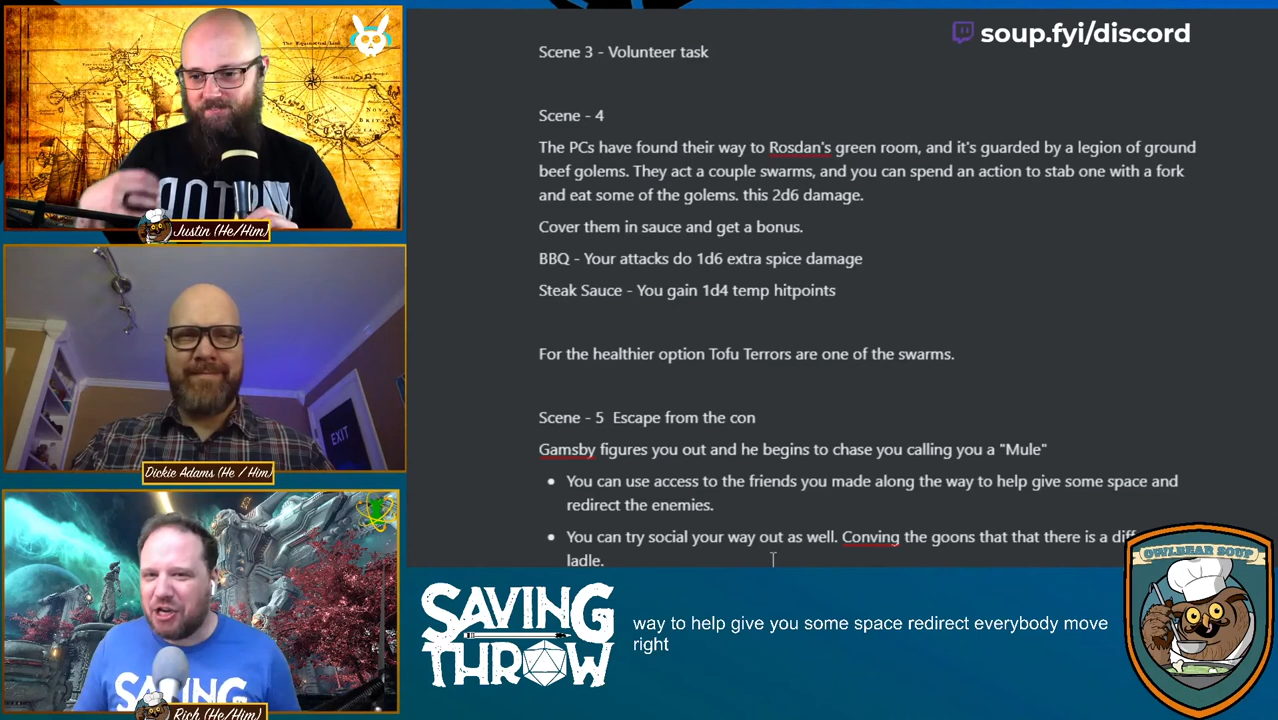 soup.fyi/discord
Scene 3 - Volunteer task
Scene - 4
The PCs have found their way to Rosdan's green room, and it's guarded by a legion of ground
beef golems. They act a couple swarms, and you can spend an action to stab one with a fork
and eat some of the golems. this 2d6 damage.
Cover them in sauce and get a bonus.
BBQ - Your attacks do 1d6 extra spice damage
Steak Sauce - You gain 1d4 temp hitpoints
For the healthier option Tofu Terrors are one of the swarms.
Scene - 5 Escape from the con
Gamsby figures you out and he begins to chase you calling you a "Mule"
• You can use access to the friends you made along the way to help give some space and
redirect the enemies.
• You can try social your way out as well. Conving the goons that that there is a
ladle.
Justin (He/Him)
EXIT
Dickie Adams (He / Him)
SAVING
Rich (He/Him)
SAVING
THROW
way to help give you some space redirect everybody move
right
OWLBEAR SOUP